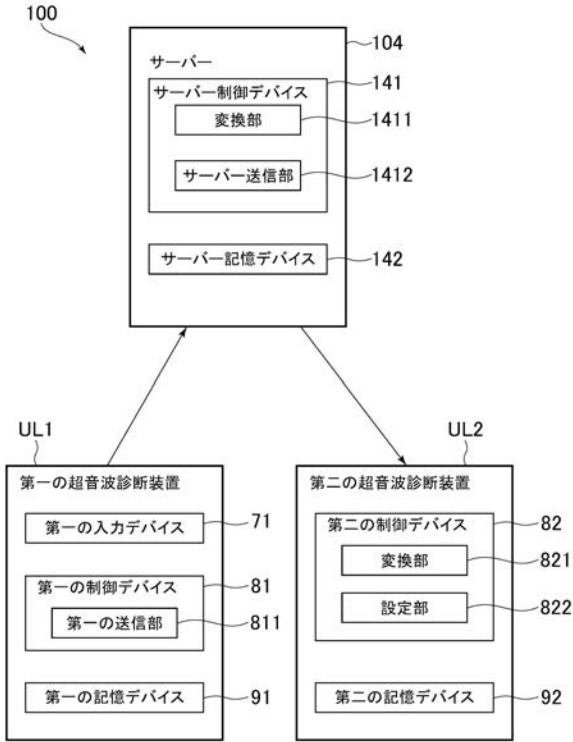 100
104
サーバー
サーバー制御デバイス
141
変換部
1411
サーバー送信部
1412
サーバー記憶デバイス
142
UL1
第一の超音波診断装置
第一の入力デバイス
71
第一の制御デバイス
81
第一の送信部
811
第一の記憶デバイス
91
UL2
第二の超音波診断装置
第二の制御デバイス
82
変換部
821
設定部
822
第二の記憶デバイス
92